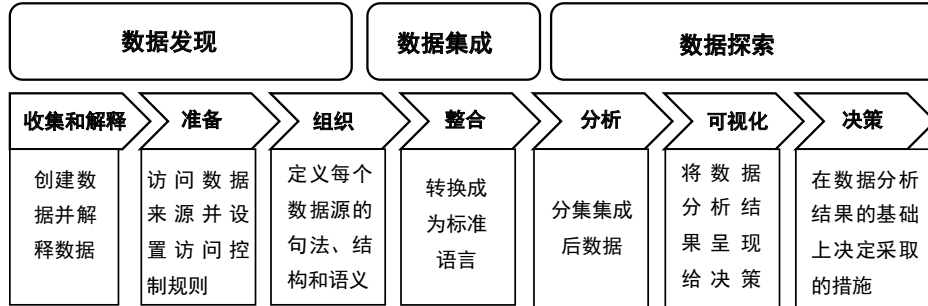 数据发现
数据集成
数据探索
收集和解释
准备
组织
整合
分析
可视化
决策
创建数
据并解
释数据
访问数据
来源并设
置访问控
制规则
定义每个
数据源的
句法、结
构和语义
转换成
为标准
语言
分集集成
后数据
将数据
分析结
果呈现
给决策
在数据分析
结果的基础
上决定采取
的措施